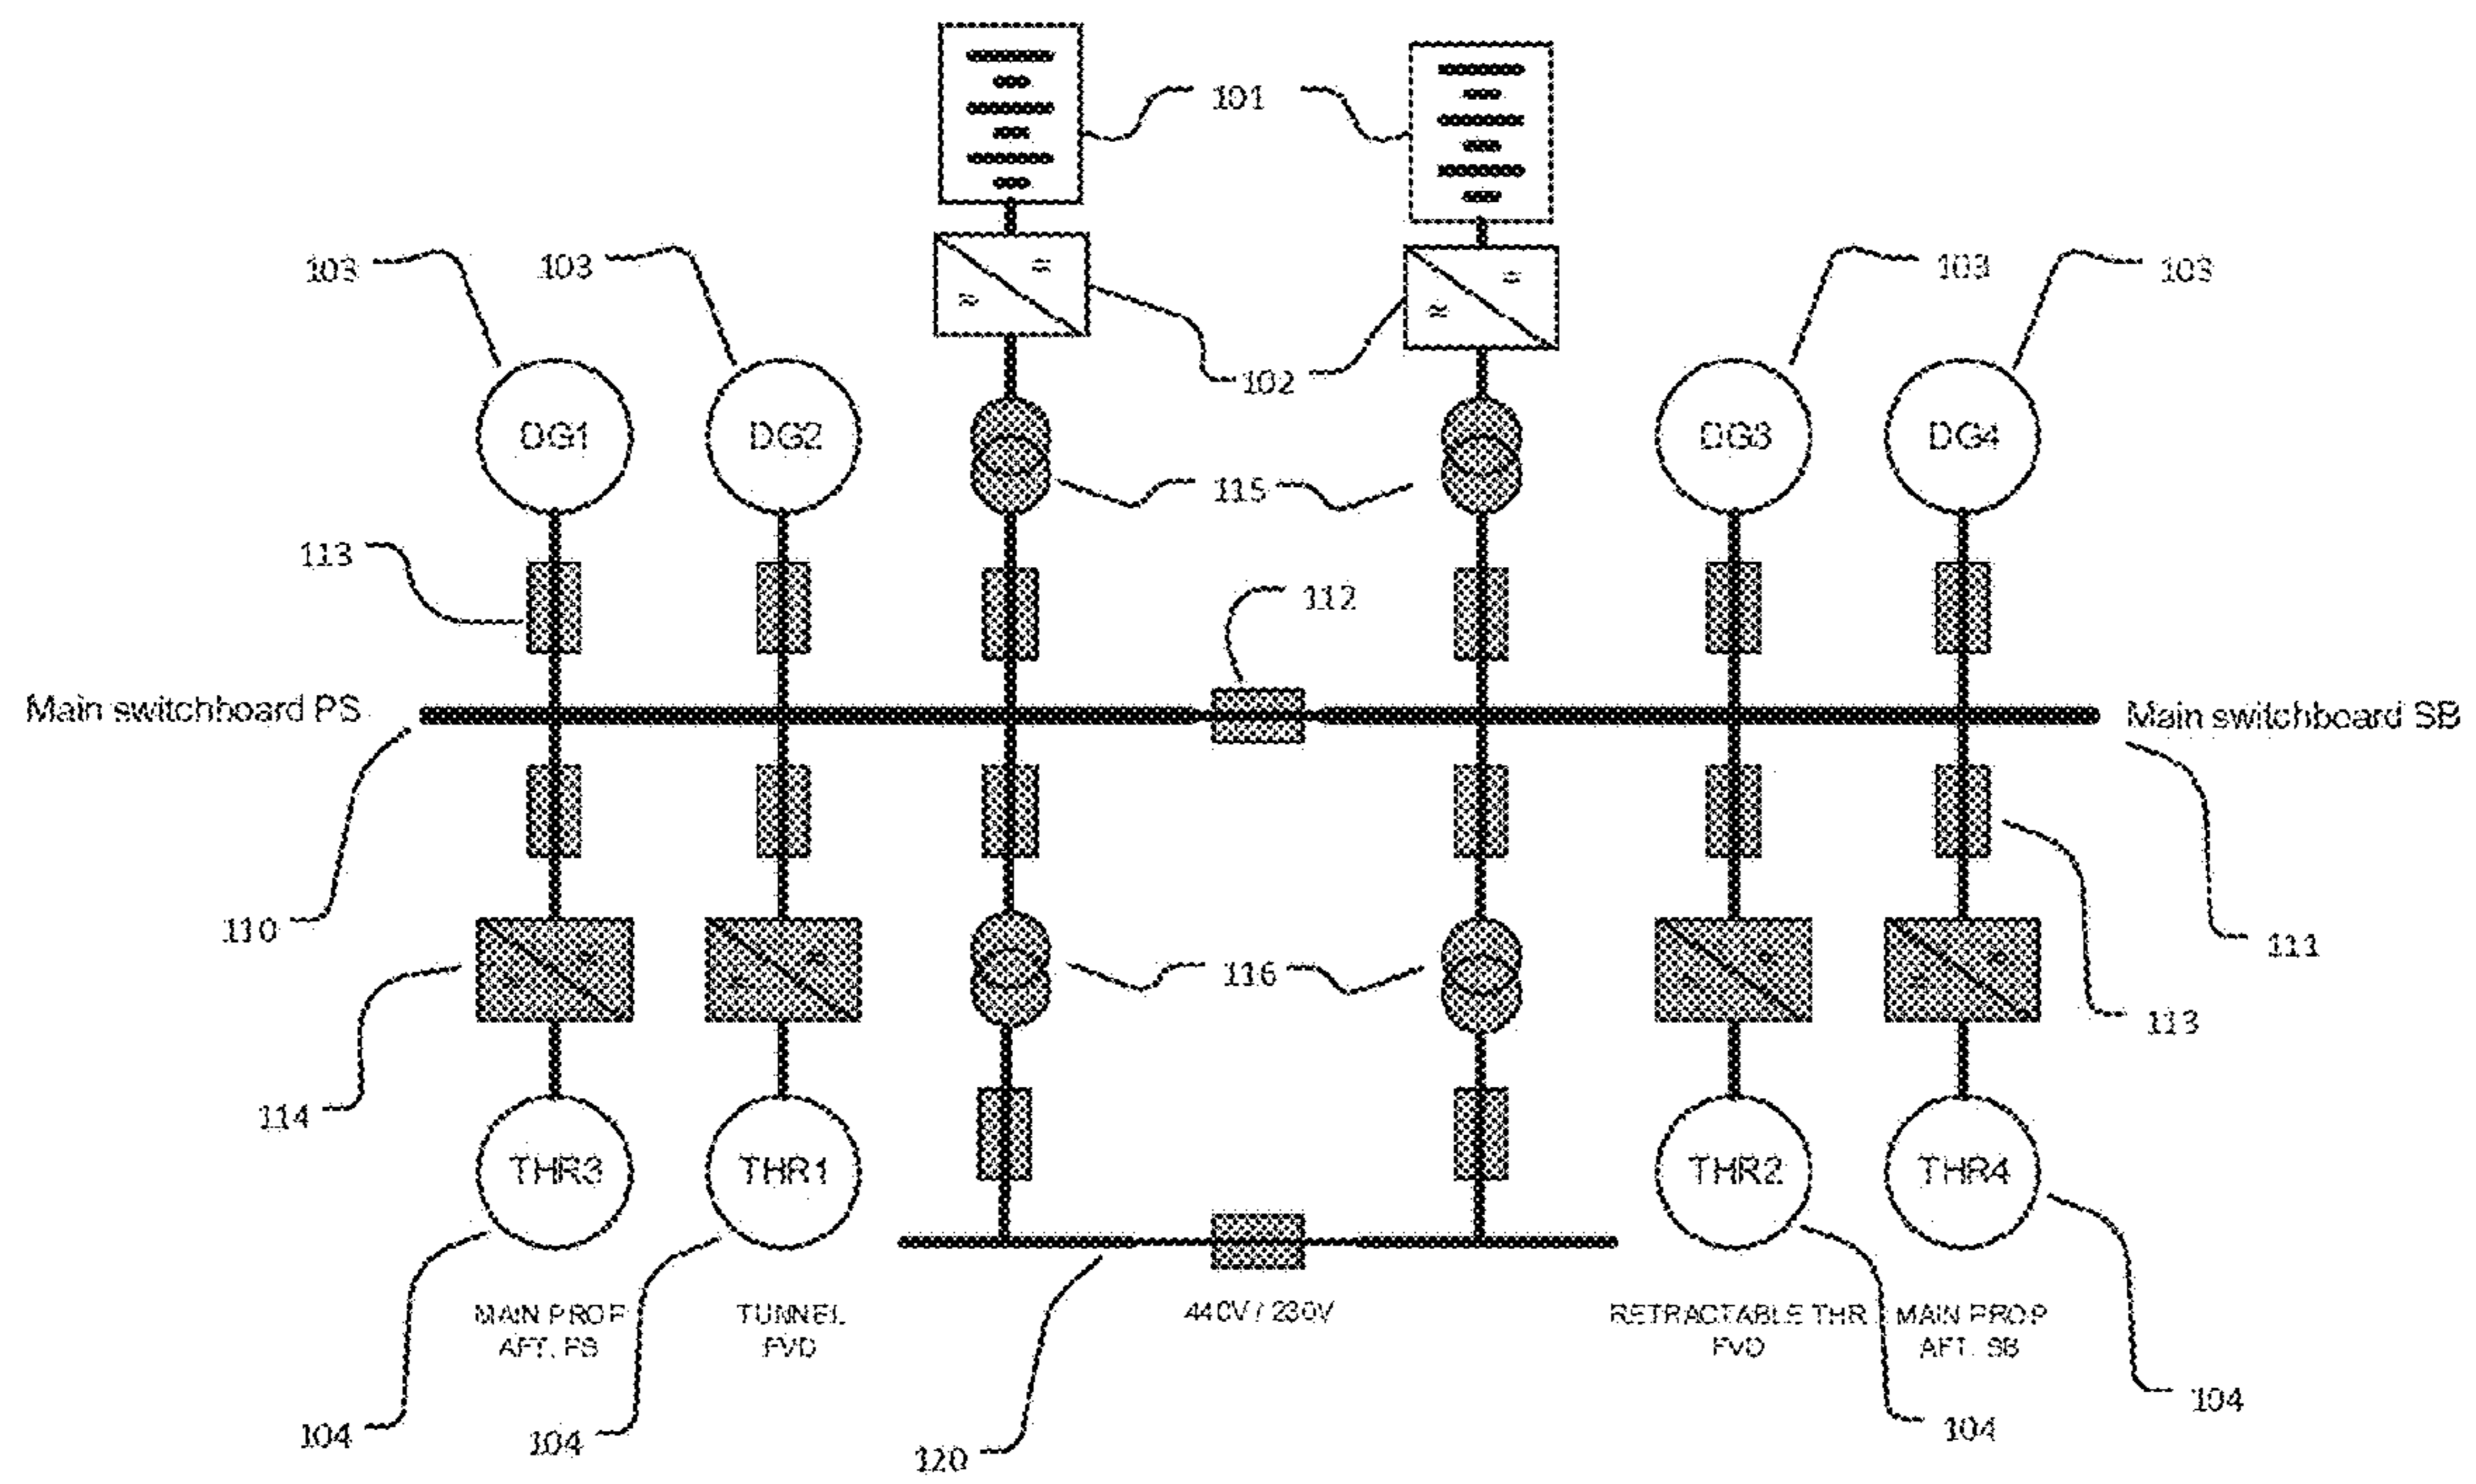 101
103
103
103
103
102
DG1
DG2
DG3
DG4
115
113
112
Main switchboard PS
Main switchboard SB
110
116
111
113
114
THR3
THR1
THR2
THR4
MAIN PROP
AFT. PS
TUNNEL
FVD
440V / 230V
RETRACTABLE THR
FVD
MAIN PROP
AFT. SB
104
104
120
104
104